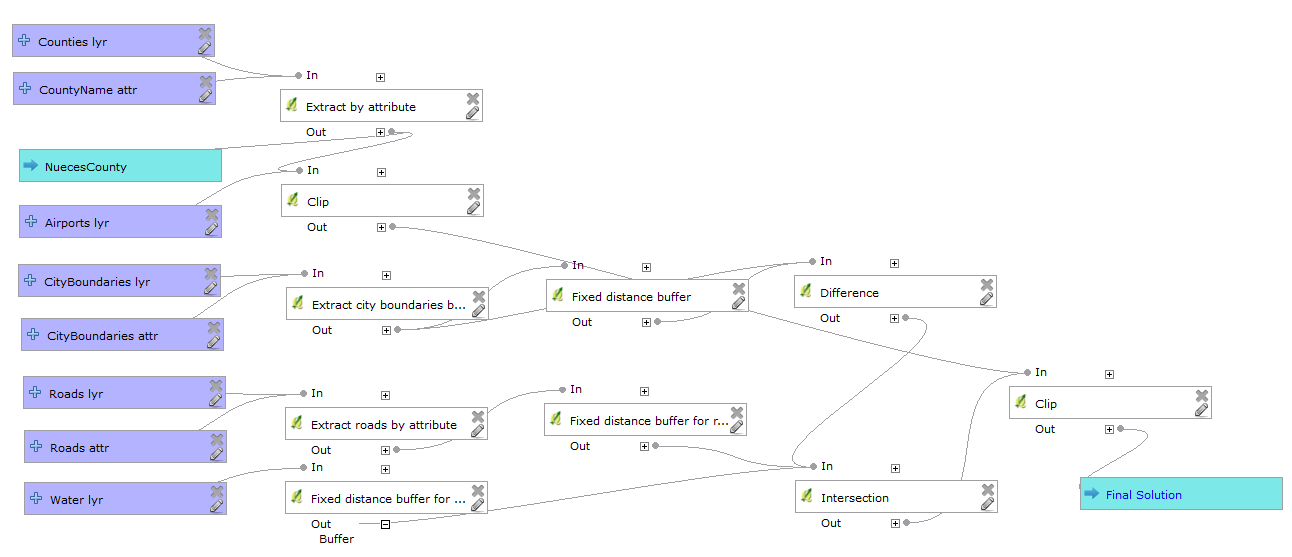 Counties lyr
CountyName attr
In
Extract by attribute
Out
NuecesCounty
In
Airports lyr
Clip
Out
CityBoundaries lyr
In
Extract city boundaries b...
Out
CityBoundaries attr
In
Fixed distance buffer
Out
In
Difference
Out
Roads lyr
In
Extract roads by attribute
Out
Roads attr
In
Fixed distance buffer for r...
Out
In
Clip
Out
Water lyr
In
Fixed distance buffer for ...
Out
Buffer
In
Intersection
Out
Final Solution